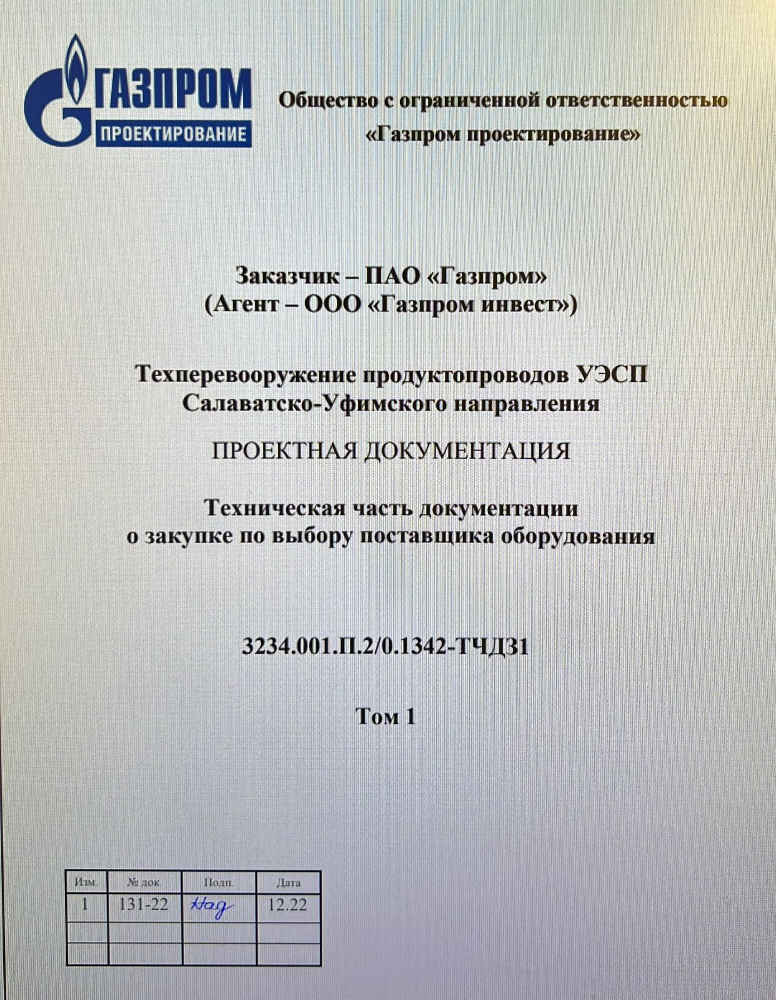 ГАЗПРОМ
ПРОЕКТИРОВАНИЕ
Общество с ограниченной ответственностью
«Газпром проектирование»
Заказчик – ПАО «Газпром»
(Агент – ООО «Газпром инвест»)
Техперевооружение продуктопроводов УЭСП
Салаватско-Уфимского направления
ПРОЕКТНАЯ ДОКУМЕНТАЦИЯ
Техническая часть документации
о закупке по выбору поставщика оборудования
3234.001.П.2/0.1342-ТЧДЗ1
Том 1
Изм. № док. Подп. Дата
1 131-22 Над 12.22